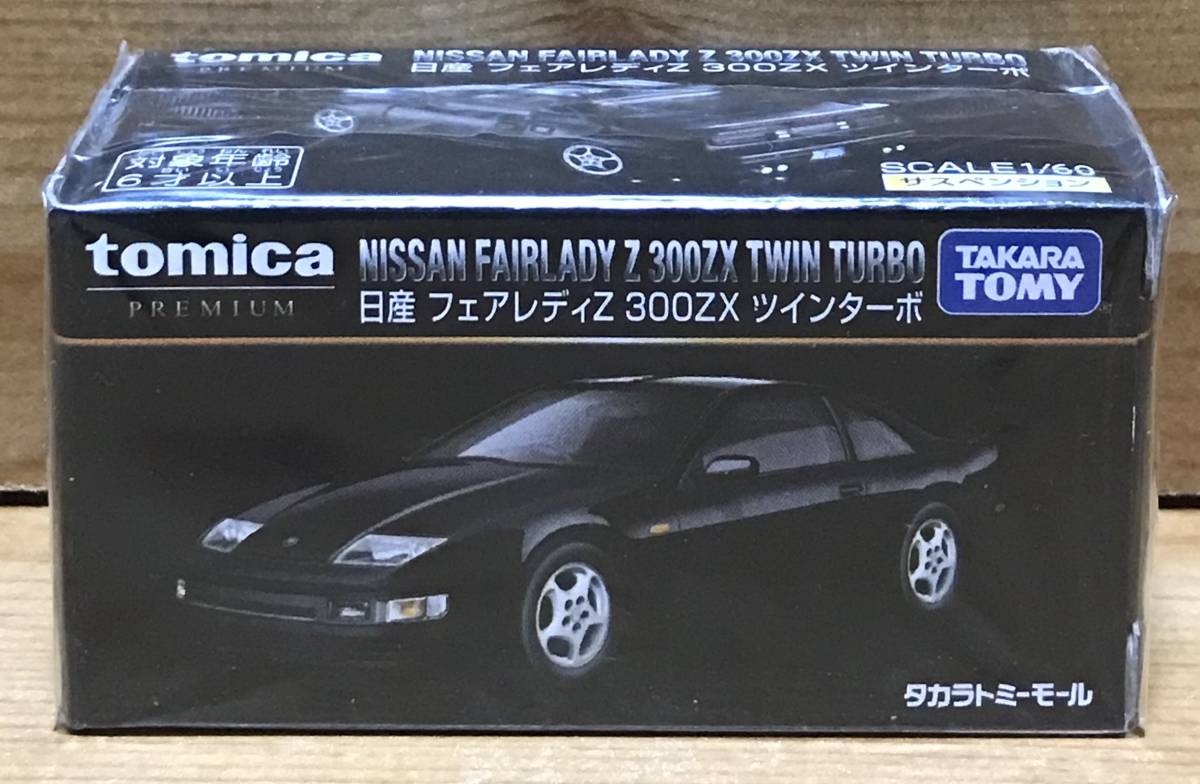 tomica NISSAN FAIRLADY Z 300ZX TWIN TURBO
PREMIUM 日産 フェアレディZ 300ZX ツインターボ
対象年齢
6才以上
SCALE 1/60
サスペンション
tomica
PREMIUM
NISSAN FAIRLADY Z 300ZX TWIN TURBO
日産 フェアレディZ 300ZX ツインターボ
TAKARA
TOMY
タカラトミーモール